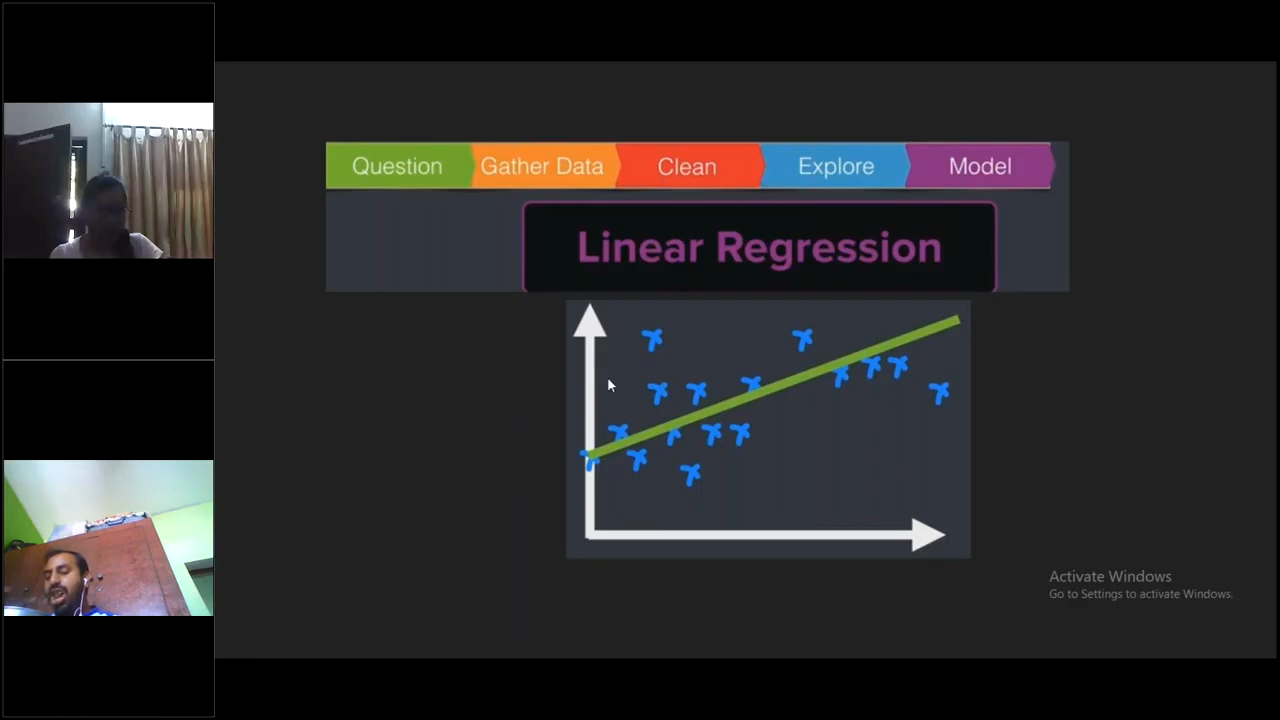 Question Gather Data Clean Explore Model
Linear Regression
Activate Windows
Go to Settings to activate Windows.